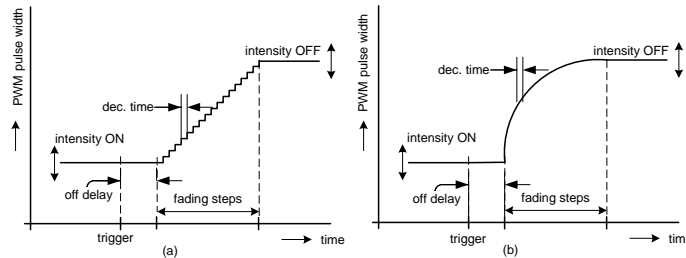 PWM pulse width
intensity OFF
dec. time
intensity ON
off delay
fading steps
trigger
time
(a)
PWM pulse width
intensity OFF
dec. time
intensity ON
off delay
fading steps
trigger
tim
(b)